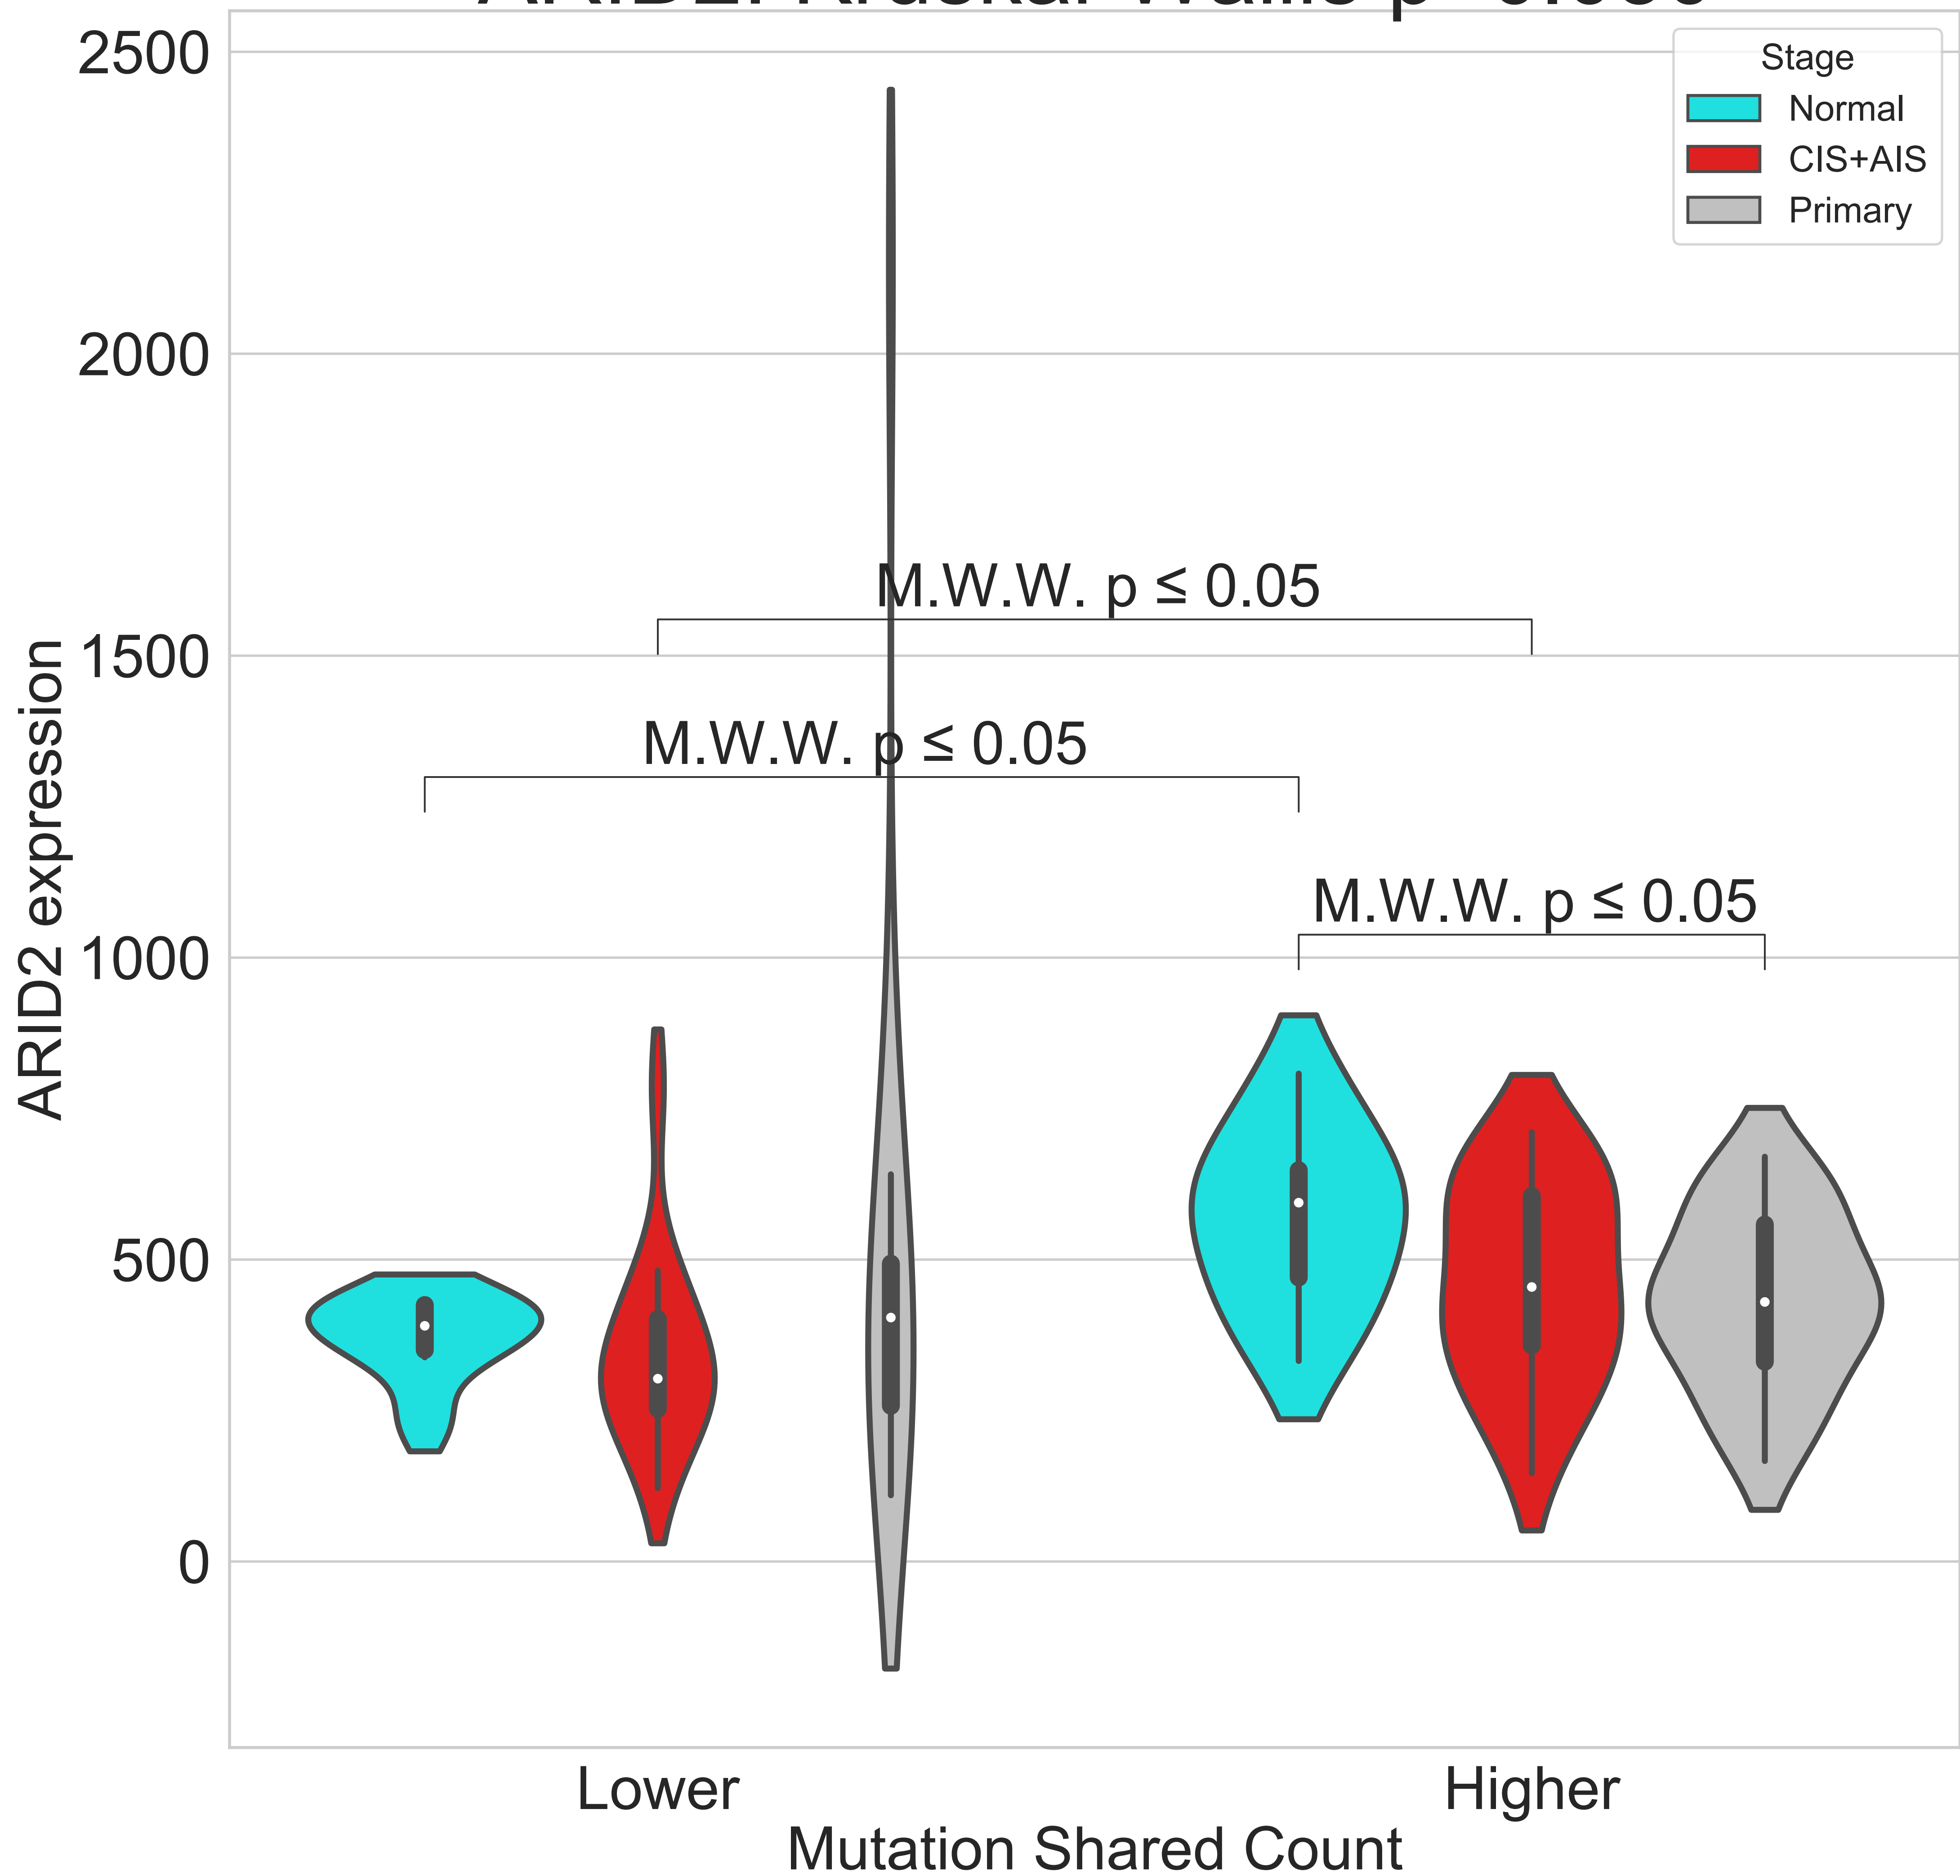 Stage
Normal
CIS+AIS
Primary
2500
2000
1500
1000
500
0
ARID2 expression
M.W.W. p ≤ 0.05
M.W.W. p ≤ 0.05
M.W.W. p ≤ 0.05
Lower
Higher
Mutation Shared Count